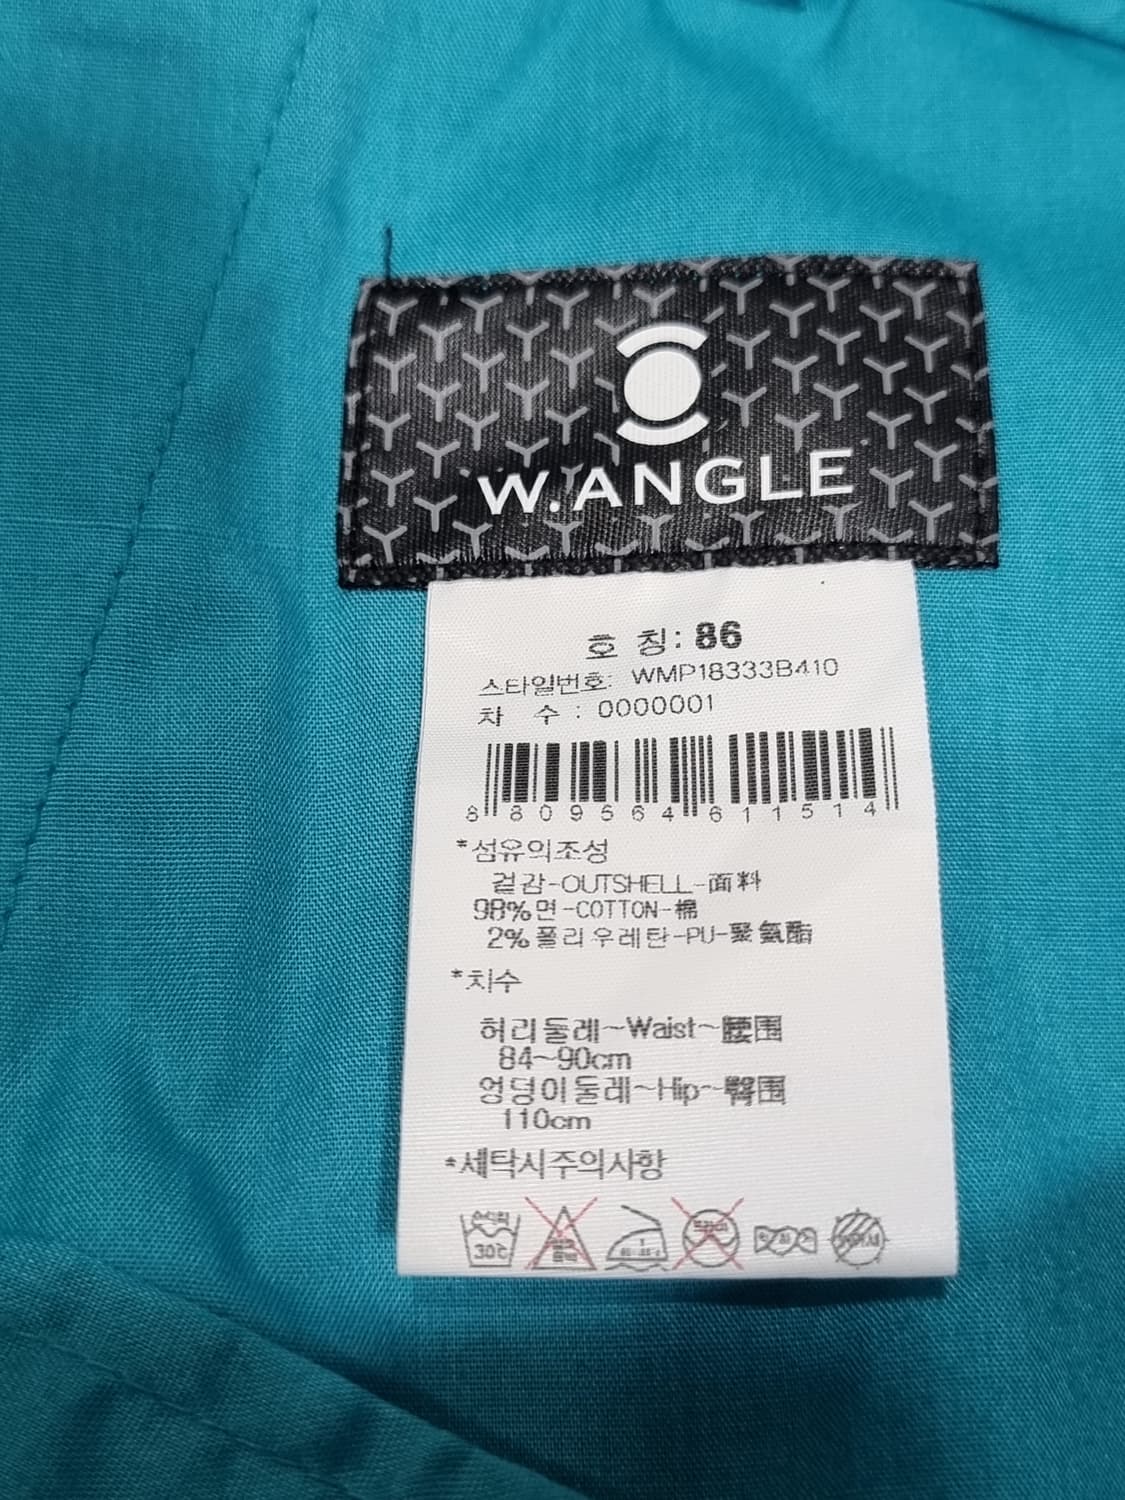 W.ANGLE
호 칭: 86
스타일번호: WMP18333B410
차 수 : 0000001
8 809564 611514
*섬유의조성
겉감-OUTSHELL-面料
98%면-COTTON-棉
2%폴리우레탄-PU-聚氨酯
*치수
허리둘레~Waist~腰围
84~90cm
엉덩이둘레~Hip~臀围
110cm
*세탁시주의사항
30℃